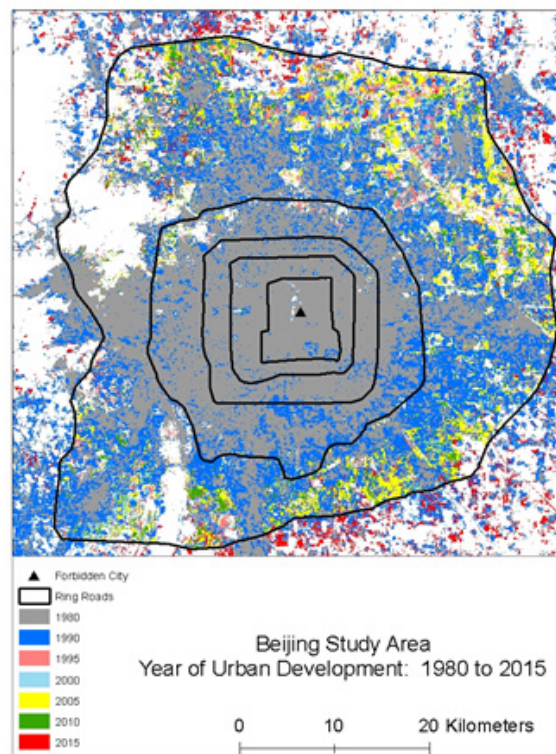 Forbidden City
Ring Roads
1980
1990
1995
2000
2005
2010
2015
Beijing Study Area
Year of Urban Development: 1980 to 2015
0 10 20 Kilometers